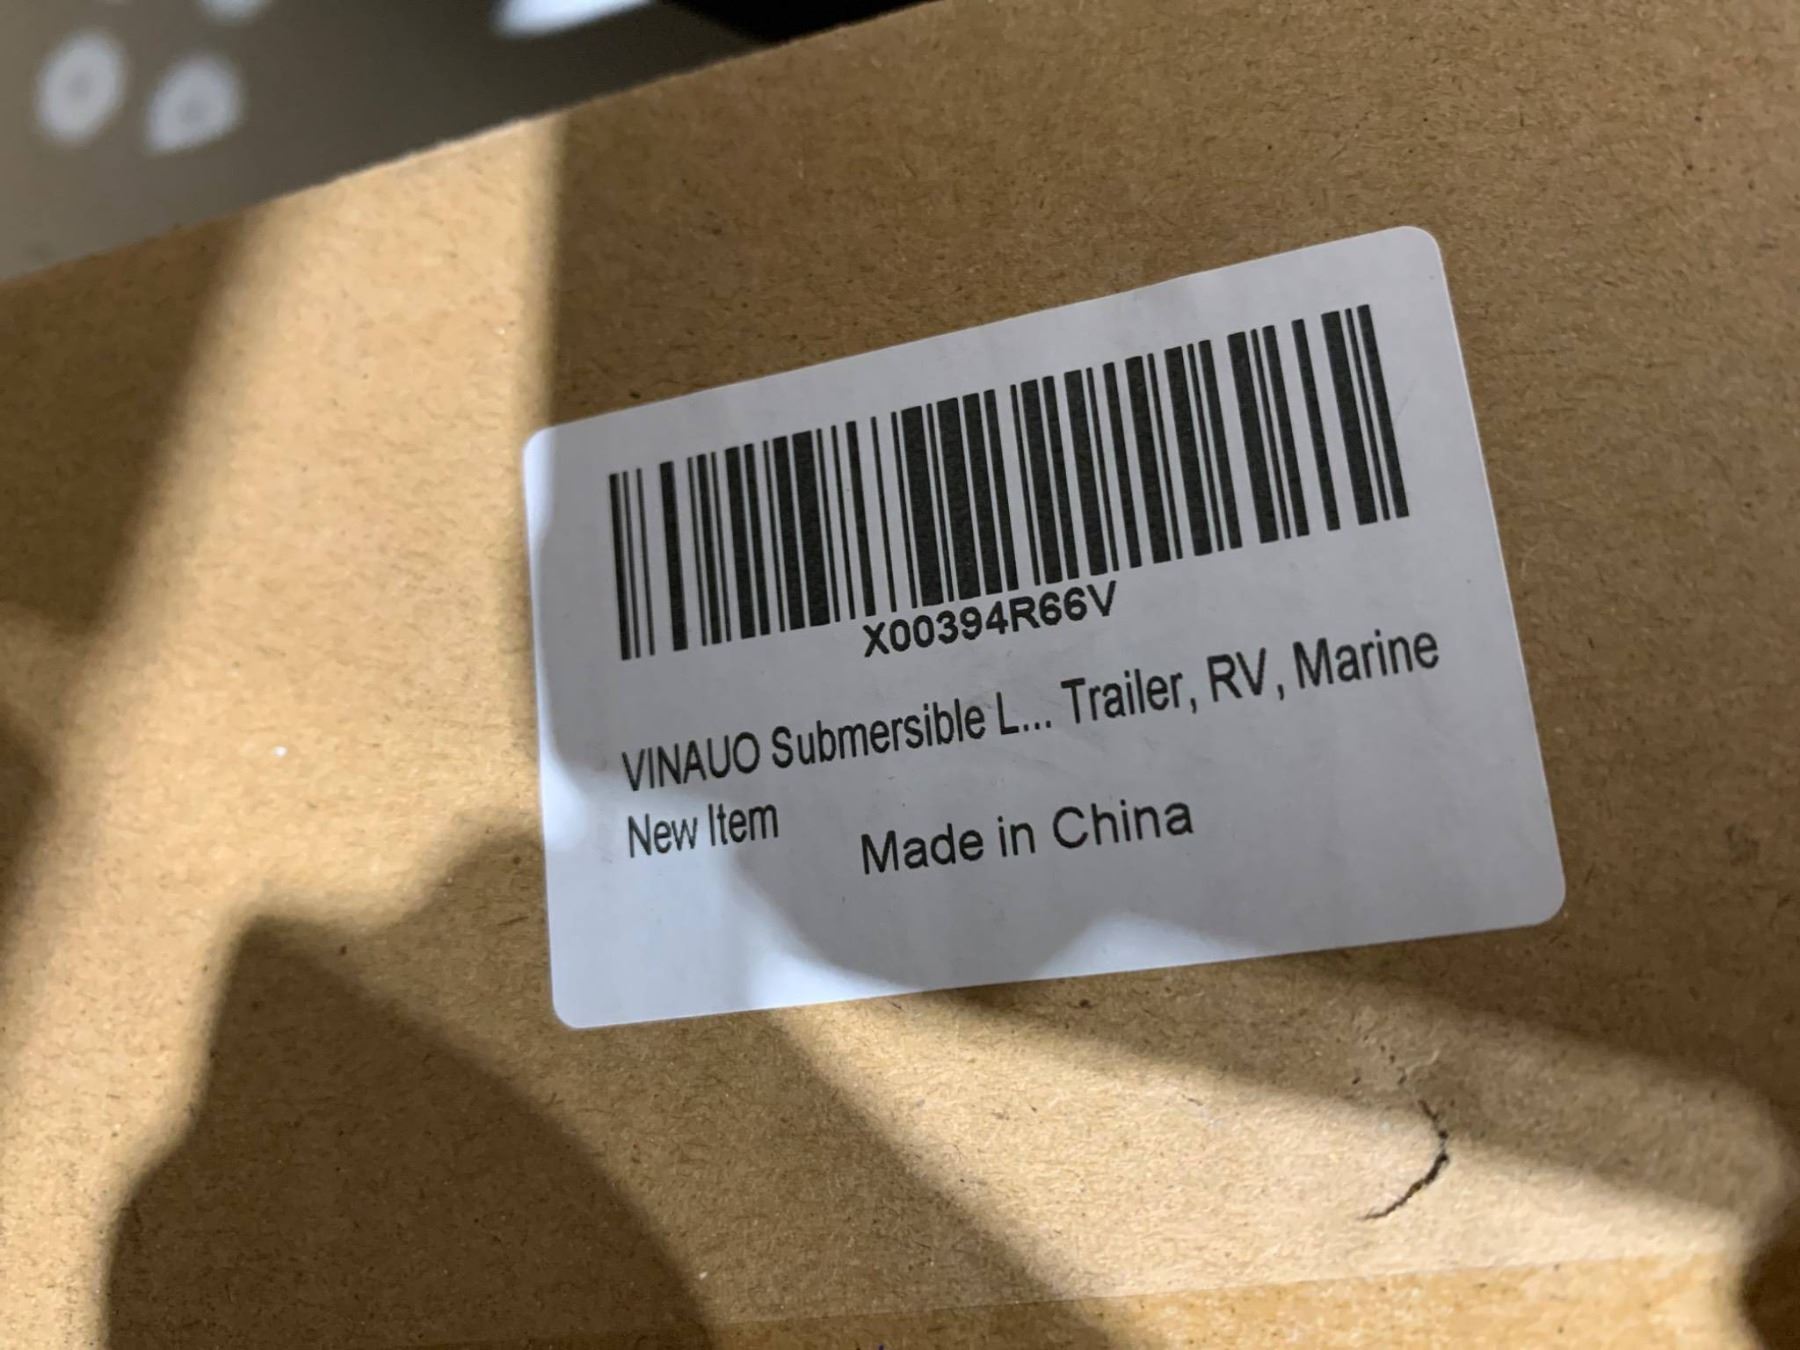 X00394R66V
VINAUO Submersible L... Trailer, RV, Marine
New Item
Made in China